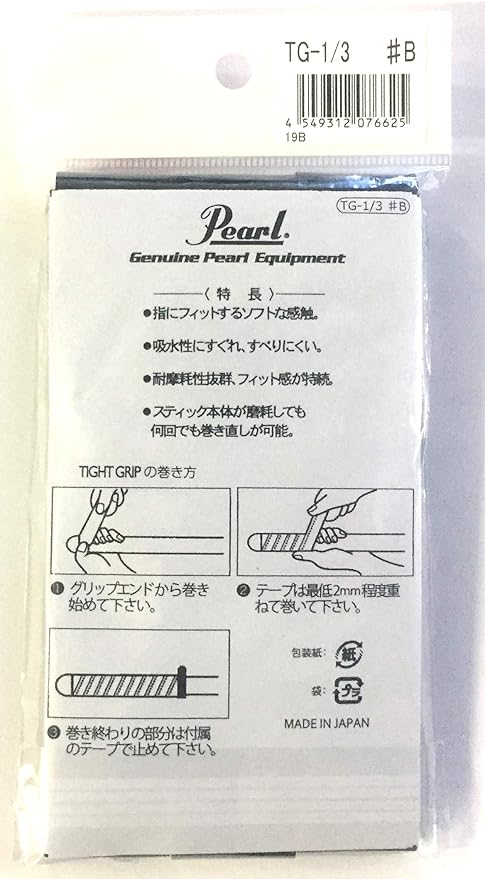 TG-1/3 ♯B
4 549312 076625
19B
TG-1/3 ♯B
Pearl®
Genuine Pearl Equipment
〈特長〉
●指にフィットするソフトな感触。
●吸水性にすぐれ、すべりにくい。
●耐摩耗性抜群、フィット感が持続。
●スティック本体が磨耗しても
何回でも巻き直しが可能。
TIGHT GRIP の巻き方
❶ グリップエンドから巻き
始めて下さい。
❷ テープは最低2mm程度重
ねて巻いて下さい。
❸ 巻き終わりの部分は付属
のテープで止めて下さい。
包装紙: 紙
袋: プラ
MADE IN JAPAN